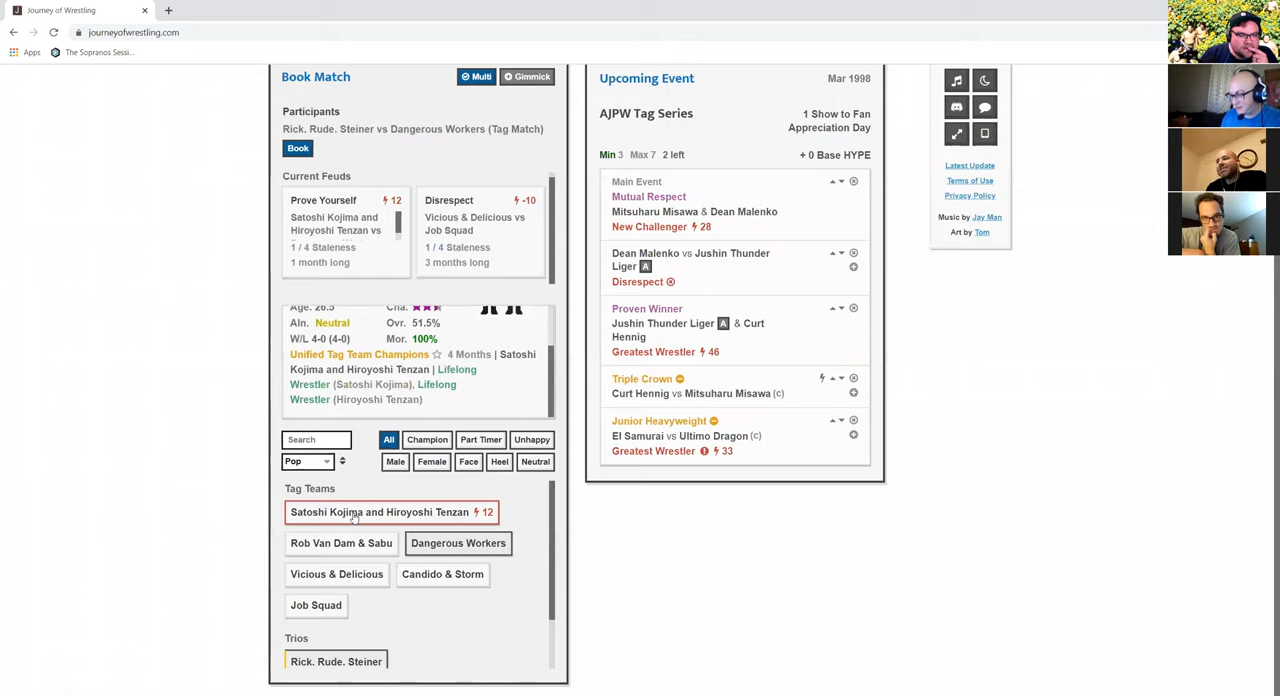 Journey of Wrestling
journeyofwrestling.com
Apps
The Sopranos Sessi...
Book Match
Multi
Gimmick
Participants
Rick. Rude. Steiner vs Dangerous Workers (Tag Match)
Book
Current Feuds
Prove Yourself
12
Satoshi Kojima and
Hiroyoshi Tenzan vs
1 / 4 Staleness
1 month long
Disrespect
-10
Vicious & Delicious vs
Job Squad
1 / 4 Staleness
3 months long
Age. 26.5
Cha.
Aln. Neutral
Ovr. 51.5%
W/L 4-0 (4-0)
Mor. 100%
Unified Tag Team Champions ☆ 4 Months | Satoshi
Kojima and Hiroyoshi Tenzan | Lifelong
Wrestler (Satoshi Kojima), Lifelong
Wrestler (Hiroyoshi Tenzan)
Search
All
Champion
Part Timer
Unhappy
Pop
Male
Female
Face
Heel
Neutral
Tag Teams
Satoshi Kojima and Hiroyoshi Tenzan 12
Rob Van Dam & Sabu
Dangerous Workers
Vicious & Delicious
Candido & Storm
Job Squad
Trios
Rick. Rude. Steiner
Upcoming Event
Mar 1998
AJPW Tag Series
1 Show to Fan
Appreciation Day
Min 3 Max 7 2 left
+ 0 Base HYPE
Main Event
Mutual Respect
Mitsuharu Misawa & Dean Malenko
New Challenger 28
Dean Malenko vs Jushin Thunder
Liger A
Disrespect
Proven Winner
Jushin Thunder Liger A & Curt
Hennig
Greatest Wrestler 46
Triple Crown
Curt Hennig vs Mitsuharu Misawa (c)
Junior Heavyweight
El Samurai vs Ultimo Dragon (c)
Greatest Wrestler 33
Latest Update
Terms of Use
Privacy Policy
Music by Jay Man
Art by Tom